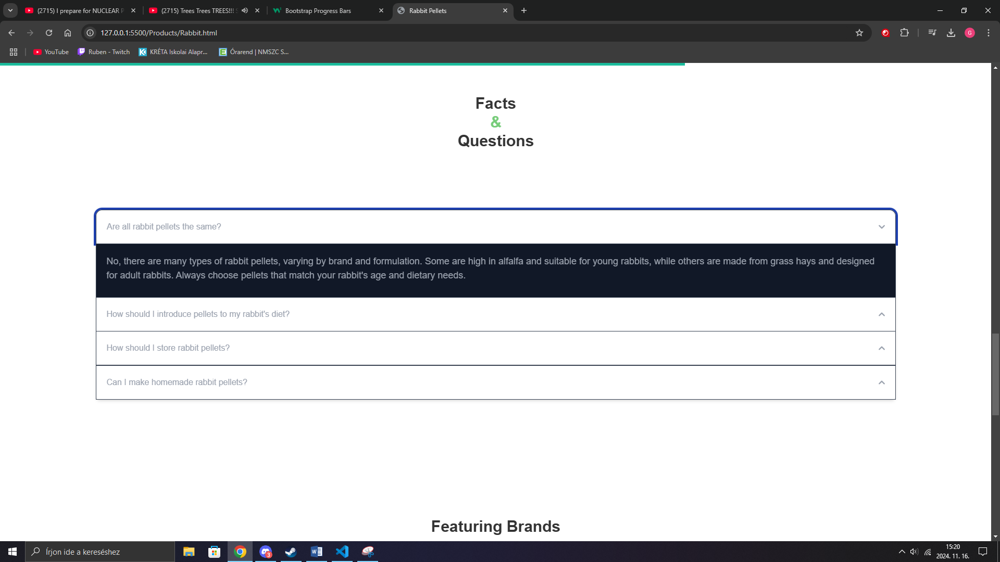 (2715) I prepare for NUCLEAR P
(2715) Trees Trees TREES!!! S
Bootstrap Progress Bars
Rabbit Pellets
127.0.0.1:5500/Products/Rabbit.html
G
YouTube
Ruben - Twitch
KRÉTA Iskolai Alapr...
Órarend | NMSZC S...
Facts
&
Questions
Are all rabbit pellets the same?
No, there are many types of rabbit pellets, varying by brand and formulation. Some are high in alfalfa and suitable for young rabbits, while others are made from grass hays and designed
for adult rabbits. Always choose pellets that match your rabbit's age and dietary needs.
How should I introduce pellets to my rabbit's diet?
How should I store rabbit pellets?
Can I make homemade rabbit pellets?
Featuring Brands
Írjon ide a kereséshez
3
15:20
2024. 11. 16.